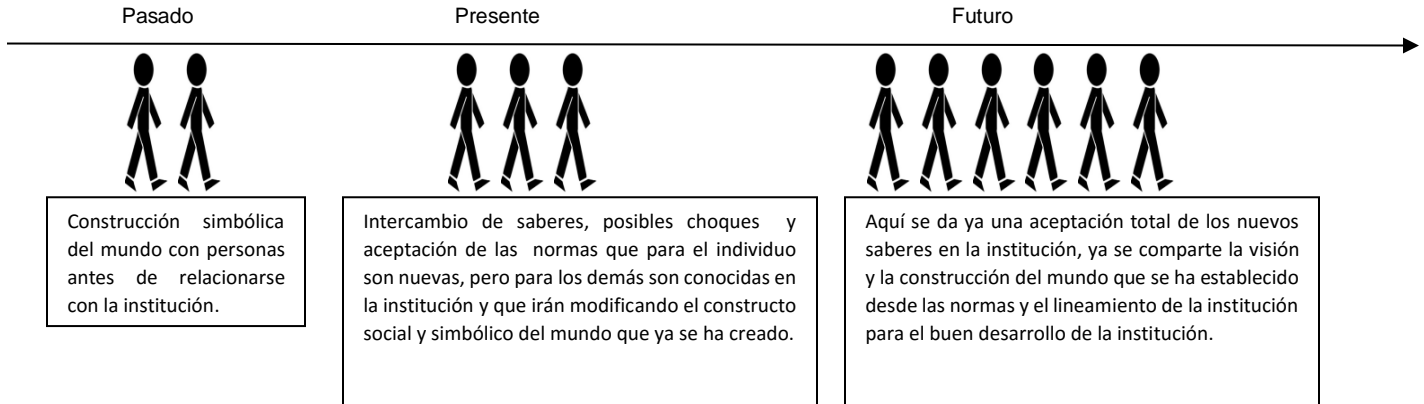 Pasado
Presente
Futuro
Construcción simbólica
del mundo con personas
antes de relacionarse
con la institución.
Intercambio de saberes, posibles choques y
aceptación de las normas que para el individuo
son nuevas, pero para los demás son conocidas en
la institución y que irán modificando el constructo
social y simbólico del mundo que ya se ha creado.
Aquí se da ya una aceptación total de los nuevos
saberes en la institución, ya se comparte la visión
y la construcción del mundo que se ha establecido
desde las normas y el lineamiento de la institución
para el buen desarrollo de la institución.